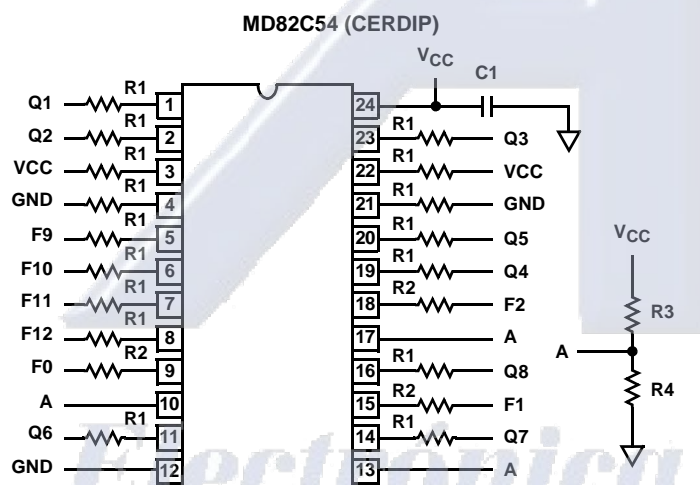 MD82C54 (CERDIP)
VCC
C1
Q1 R1 1
Q2 R1 2
VCC R1 3
GND R1 4
F9 R1 5
F10 R1 6
F11 R1 7
F12 R1 8
F0 R2 9
A 10
Q6 R1 11
GND 12
24
23 R1 Q3
22 R1 VCC
21 R1 GND
20 R1 Q5
19 R1 Q4
18 R2 F2
17 A
16 R1 Q8
15 R2 F1
14 R1 Q7
13 A
VCC
R3
A
R4
Electrónica